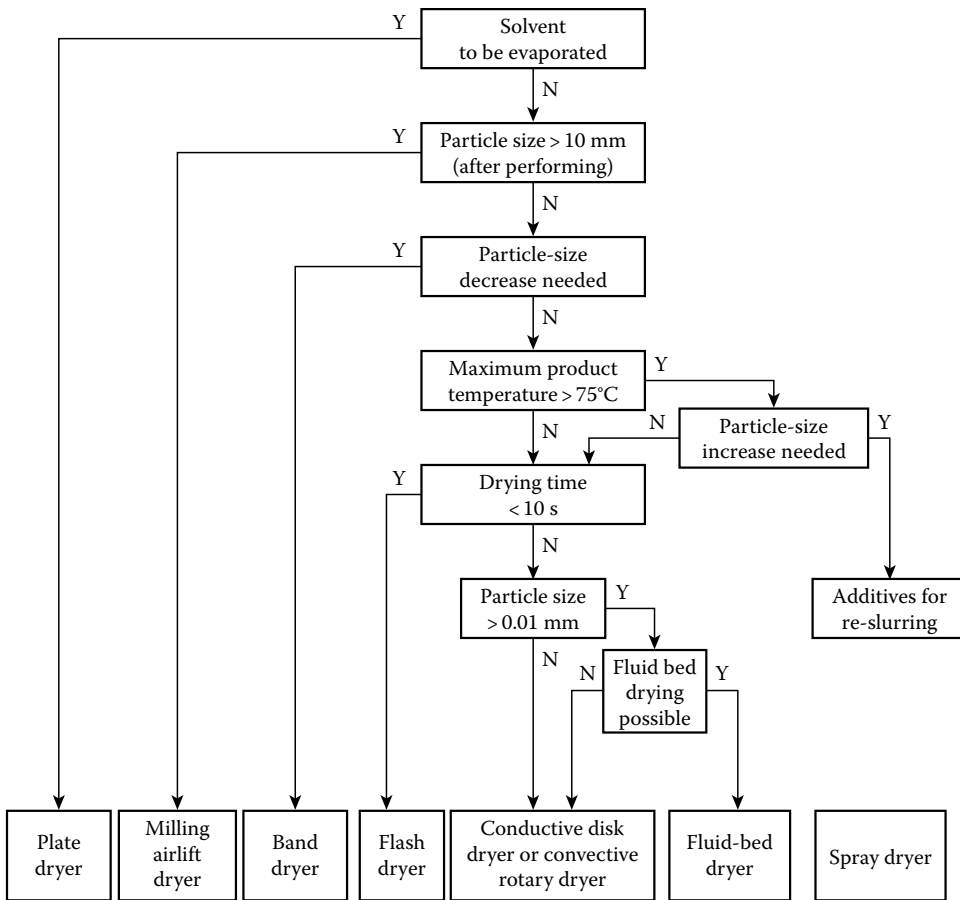 Y
Solvent
to be evaporated
N
Y
Particle size > 10 mm
(after performing)
N
Y
Particle-size
decrease needed
N
Maximum product
temperature > 75°C
Y
N
N
Particle-size
increase needed
Y
Y
Drying time
< 10 s
N
Particle size
> 0.01 mm
Y
N
Additives for
re-slurring
N
Fluid bed
drying
possible
Y
Plate
dryer
Milling
airlift
dryer
Band
dryer
Flash
dryer
Conductive disk
dryer or convective
rotary dryer
Fluid-bed
dryer
Spray dryer